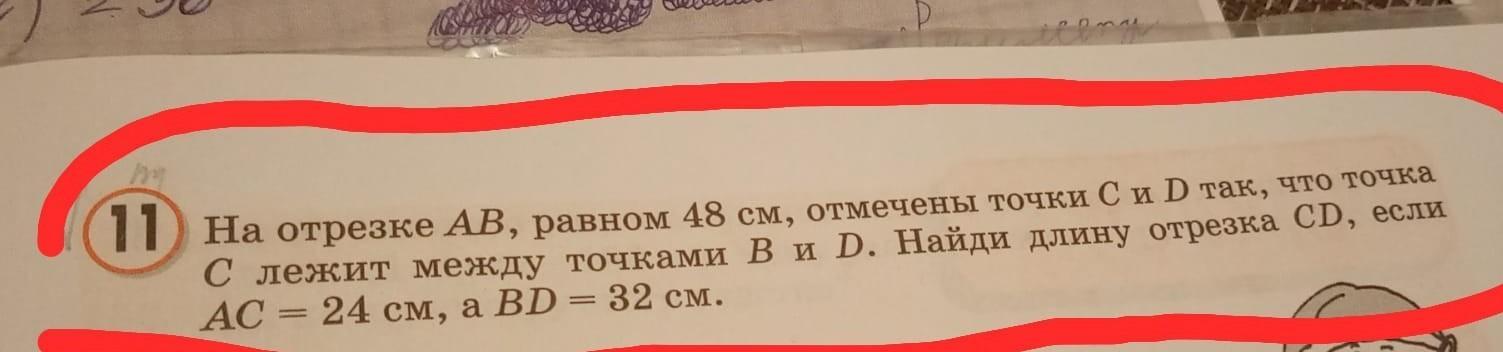 ) 290
р
11 На отрезке AB, равном 48 см, отмечены точки C и D так, что точка
C лежит между точками B и D. Найди длину отрезка CD, если
AC = 24 см, а BD = 32 см.